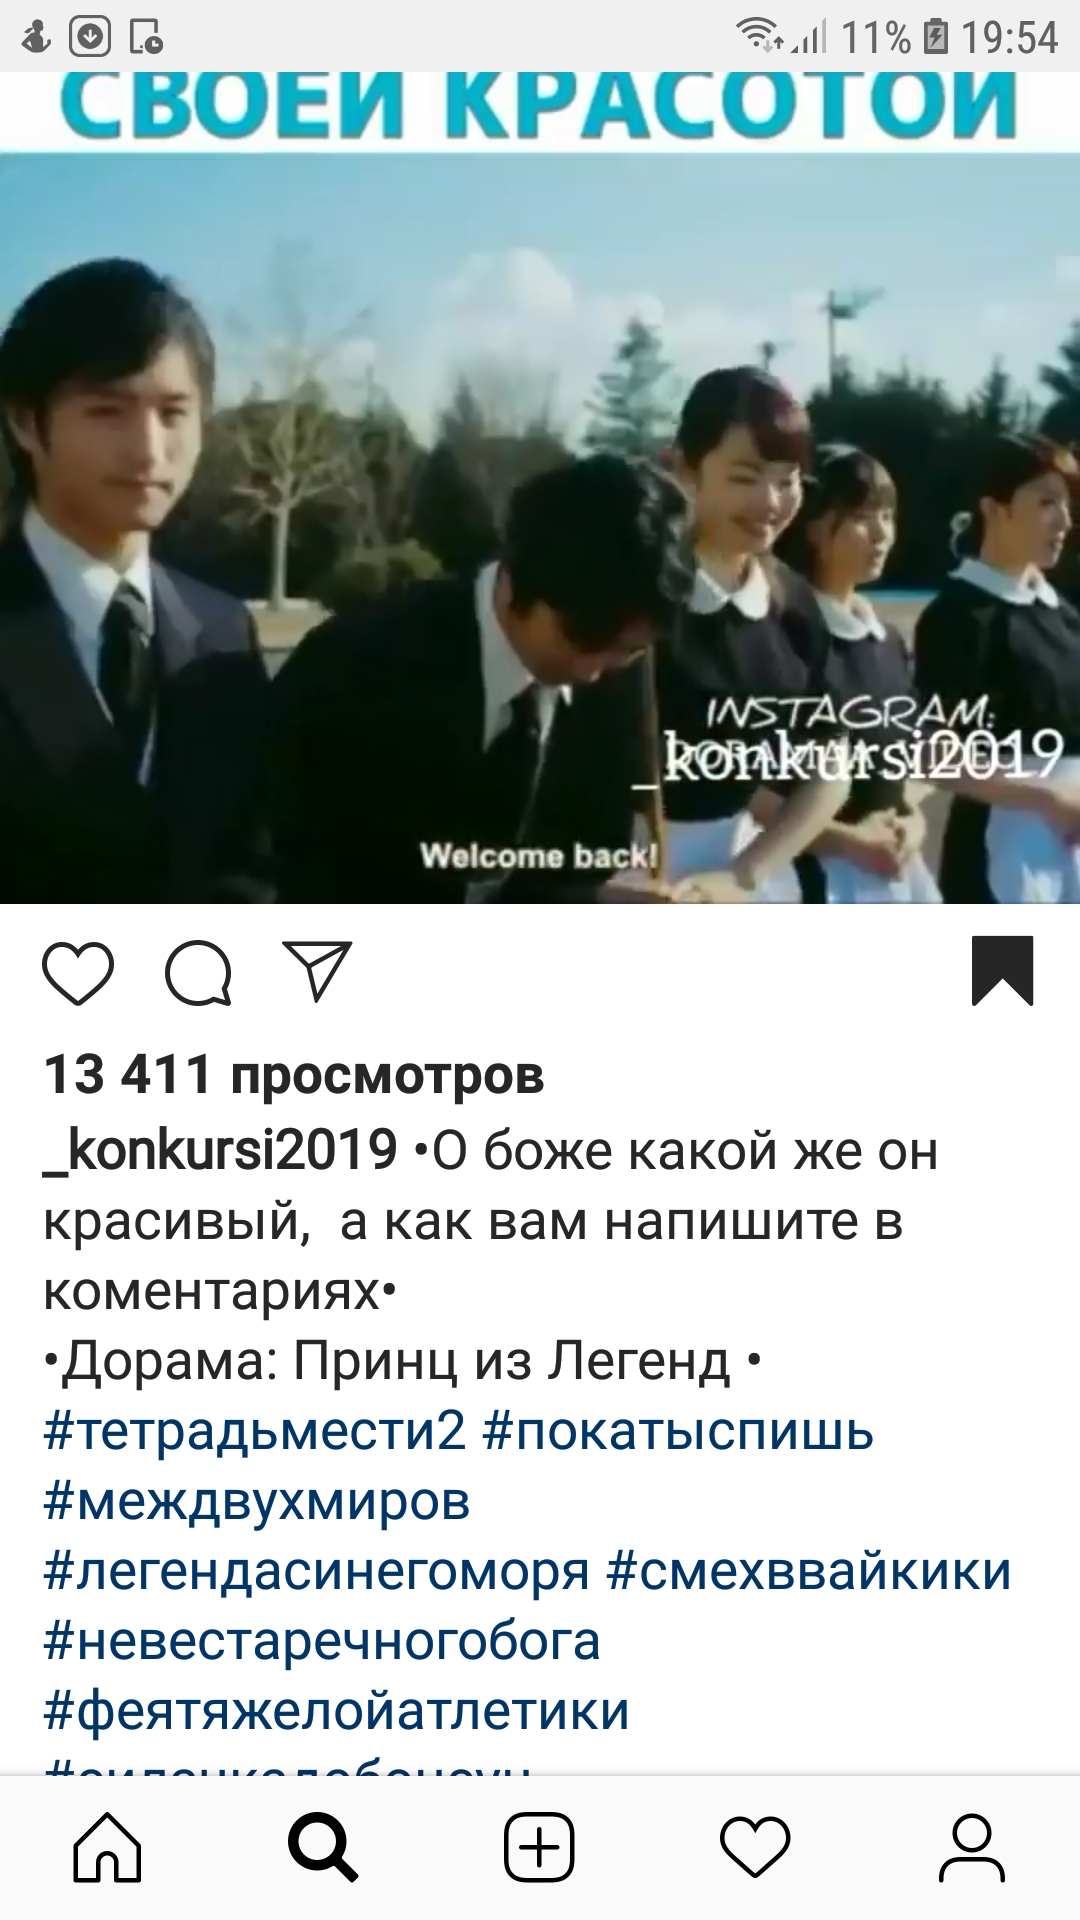 11% 19:54
СВОЕЙ КРАСОТОЙ
INSTAGRAM:
_konkursi2019
Welcome back!
13 411 просмотров
_konkursi2019 •О боже какой же он
красивый,  а как вам напишите в
коментариях•
•Дорама: Принц из Легенд •
#тетрадьмести2 #покатыспишь
#междвухмиров
#легендасинегоморя #смехввайкики
#невестаречногобога
#феятяжелойатлетики